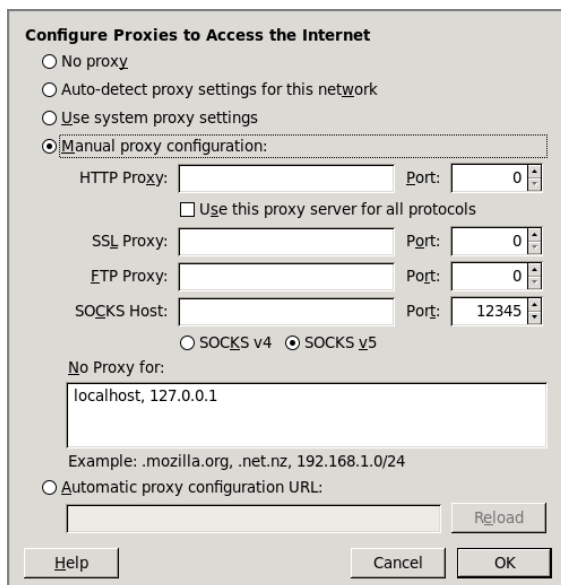 Configure Proxies to Access the Internet
No proxy
Auto-detect proxy settings for this network
Use system proxy settings
Manual proxy configuration:
HTTP Proxy: Port: 0
Use this proxy server for all protocols
SSL Proxy: Port: 0
FTP Proxy: Port: 0
SOCKS Host: Port: 12345
SOCKS v4 SOCKS v5
No Proxy for:
localhost, 127.0.0.1
Example: .mozilla.org, .net.nz, 192.168.1.0/24
Automatic proxy configuration URL:
Reload
Help Cancel OK